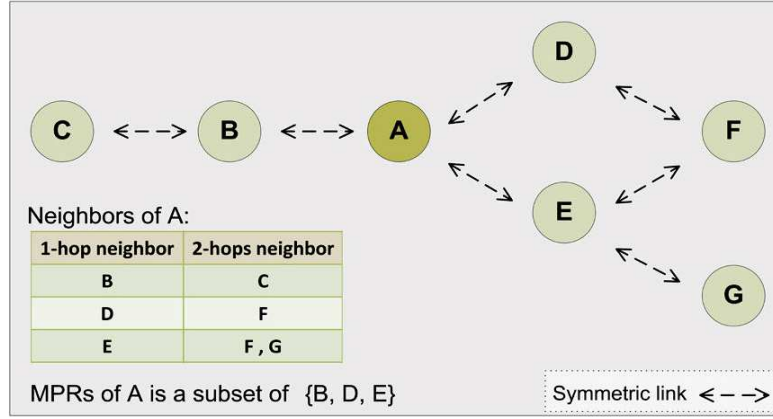 D
C
B
A
F
E
G
Neighbors of A:
1-hop neighbor 2-hops neighbor
B C
D F
E F , G
MPRs of A is a subset of {B, D, E}
Symmetric link